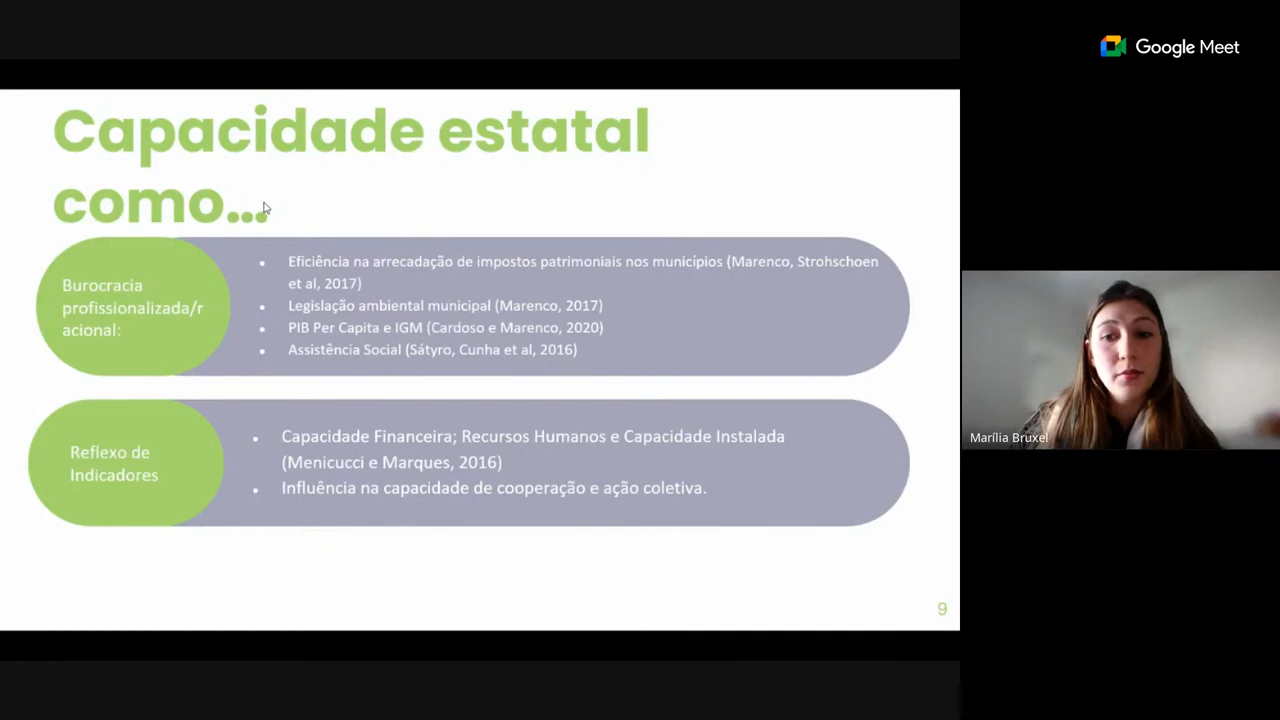 Google Meet
Capacidade estatal
como...
Burocracia
profissionalizada/r
acional:
• Eficiência na arrecadação de impostos patrimoniais nos municípios (Marenco, Strohschoen
et al, 2017)
• Legislação ambiental municipal (Marenco, 2017)
• PIB Per Capita e IGM (Cardoso e Marenco, 2020)
• Assistência Social (Sátyro, Cunha et al, 2016)
Reflexo de
Indicadores
• Capacidade Financeira; Recursos Humanos e Capacidade Instalada
(Menicucci e Marques, 2016)
• Influência na capacidade de cooperação e ação coletiva.
9
Marília Bruxel